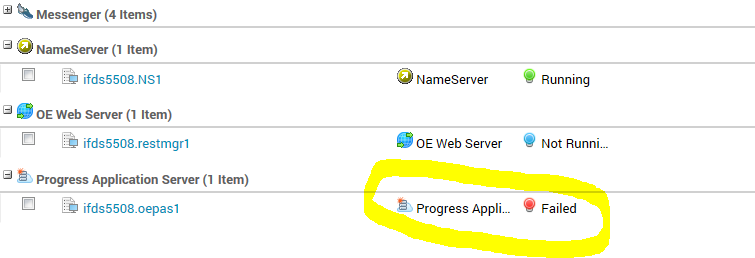 Messenger (4 Items)
NameServer (1 Item)
ifds5508.NS1 NameServer Running
OE Web Server (1 Item)
ifds5508.restmgr1 OE Web Server Not Runni...
Progress Application Server (1 Item)
ifds5508.oepas1 Progress Appli... Failed